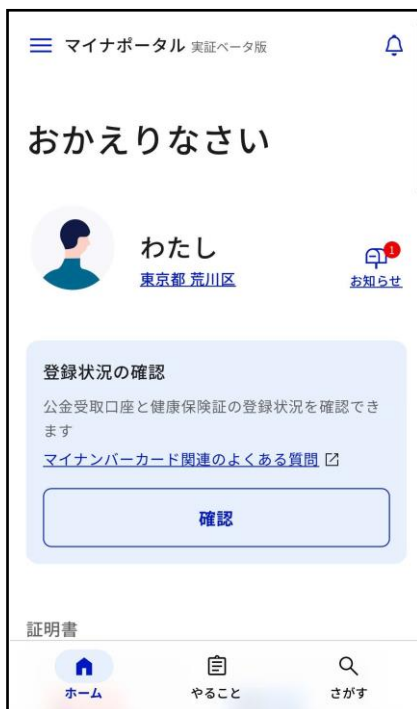 マイナポータル 実証ベータ版
おかえりなさい
わたし
東京都 荒川区
1
お知らせ
登録状況の確認
公金受取口座と健康保険証の登録状況を確認でき
ます
マイナンバーカード関連のよくある質問
確認
証明書
ホーム
やること
さがす